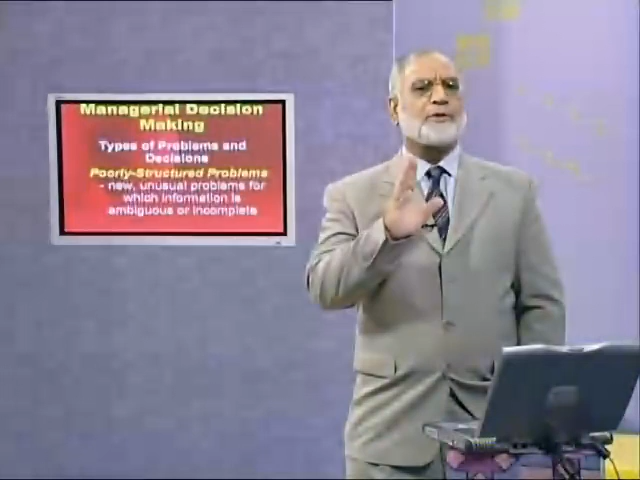 Managerial Decision
Making
Types of Problems and
Decisions
Poorly-Structured Problems
- new, unusual problems for
which information is
ambiguous or incomplete